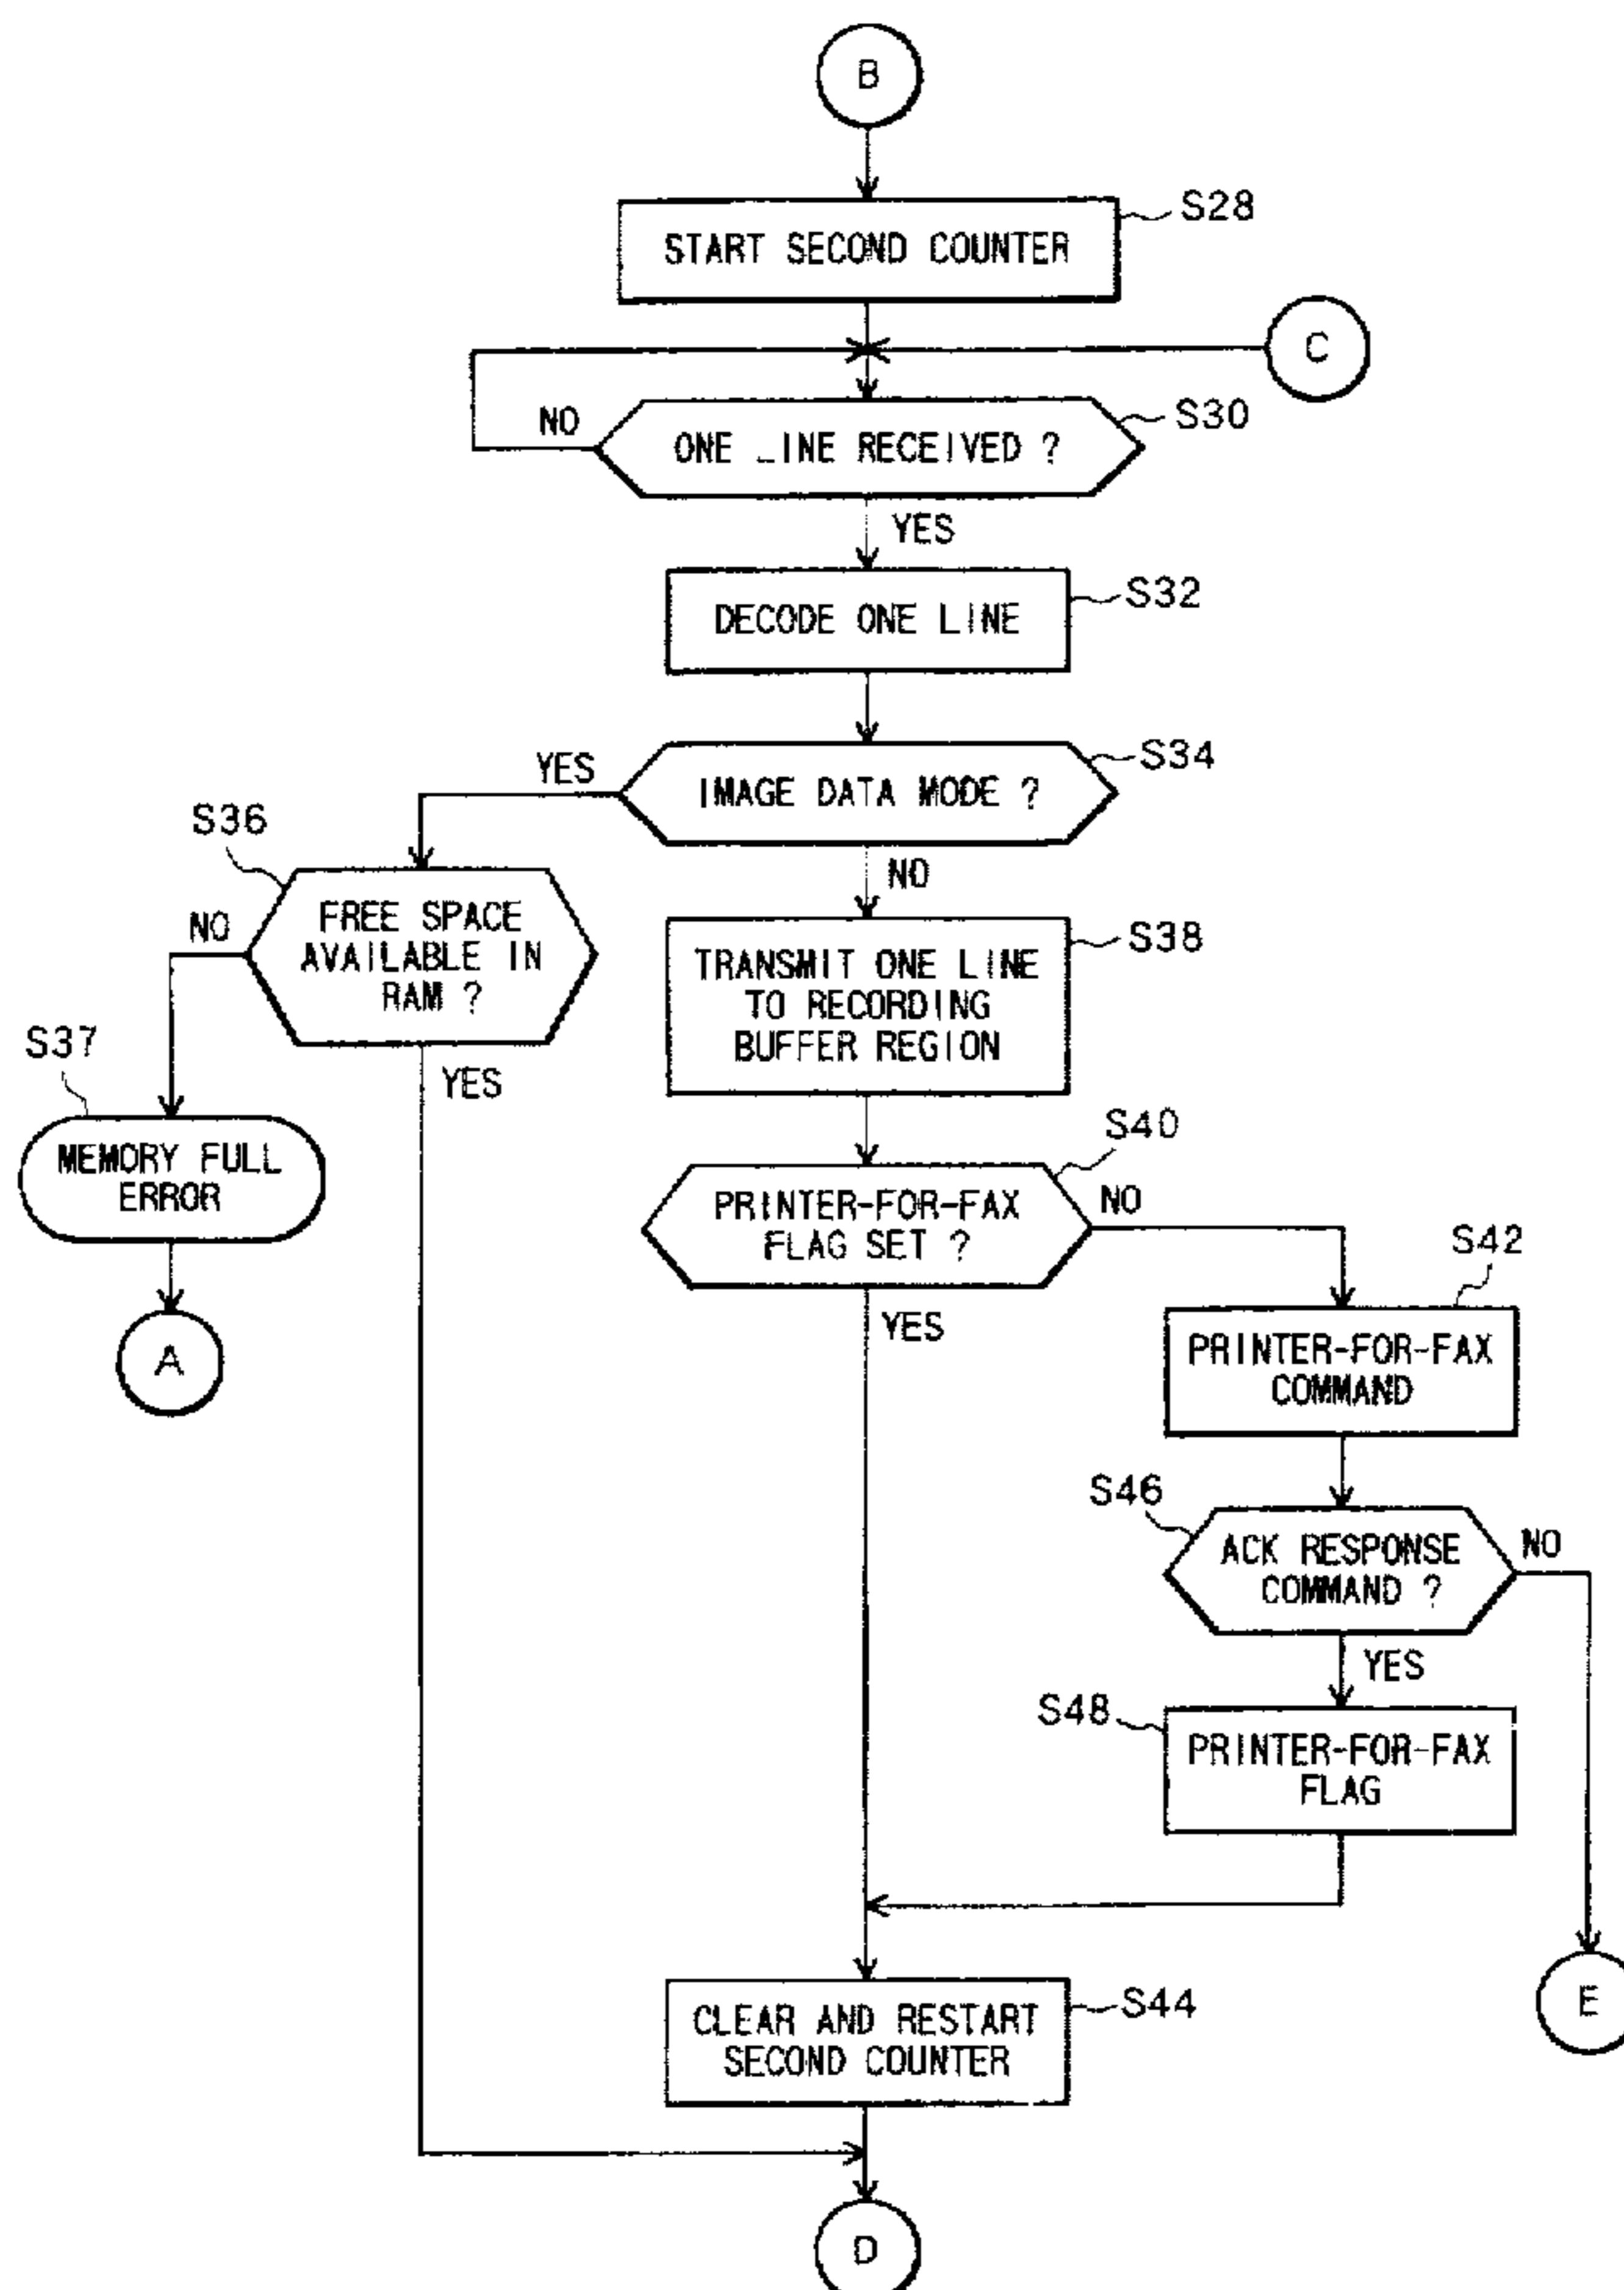 B
START SECOND COUNTER
S28
C
NO
ONE LINE RECEIVED ?
S30
YES
DECODE ONE LINE
S32
YES
IMAGE DATA MODE ?
S34
S36
NO
NO
FREE SPACE
AVAILABLE IN
RAM ?
TRANSMIT ONE LINE
TO RECORDING
BUFFER REGION
S38
S37
YES
MEMORY FULL
ERROR
S40
PRINTER-FOR-FAX
FLAG SET ?
NO
S42
YES
A
PRINTER-FOR-FAX
COMMAND
S46
ACK RESPONSE
COMMAND ?
NO
YES
S48
PRINTER-FOR-FAX
FLAG
CLEAR AND RESTART
SECOND COUNTER
S44
E
D